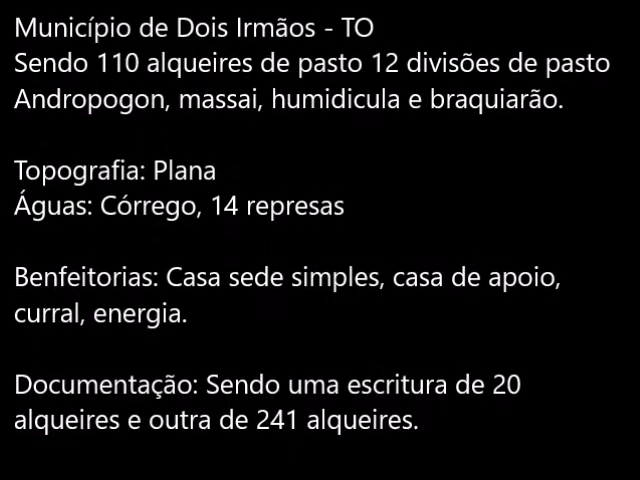 Município de Dois Irmãos - TO
Sendo 110 alqueires de pasto 12 divisões de pasto
Andropogon, massai, humidicula e braquiarão.
Topografia: Plana
Águas: Córrego, 14 represas
Benfeitorias: Casa sede simples, casa de apoio,
curral, energia.
Documentação: Sendo uma escritura de 20
alqueires e outra de 241 alqueires.